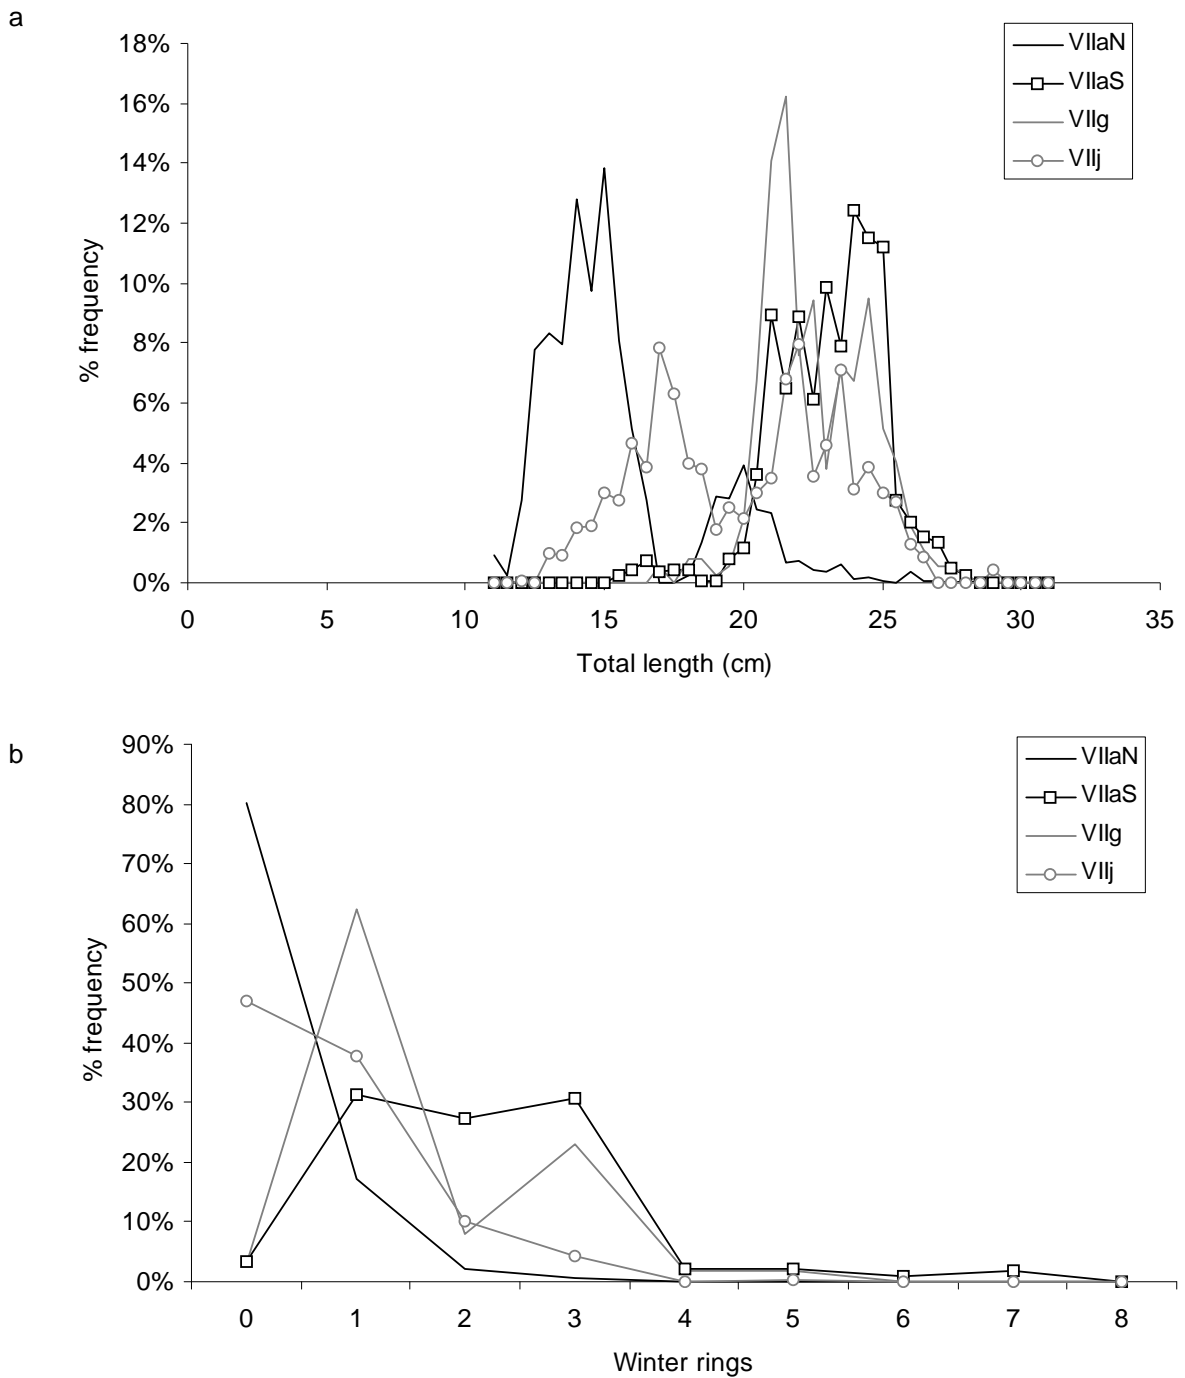 a
18%
16%
14%
12%
10%
8%
6%
4%
2%
0%
% frequency
0 5 10 15 20 25 30 35
Total length (cm)
VIIaN
VIIaS
VIIg
VIIj
b
90%
80%
70%
60%
50%
40%
30%
20%
10%
0%
% frequency
0 1 2 3 4 5 6 7 8
Winter rings
VIIaN
VIIaS
VIIg
VIIj